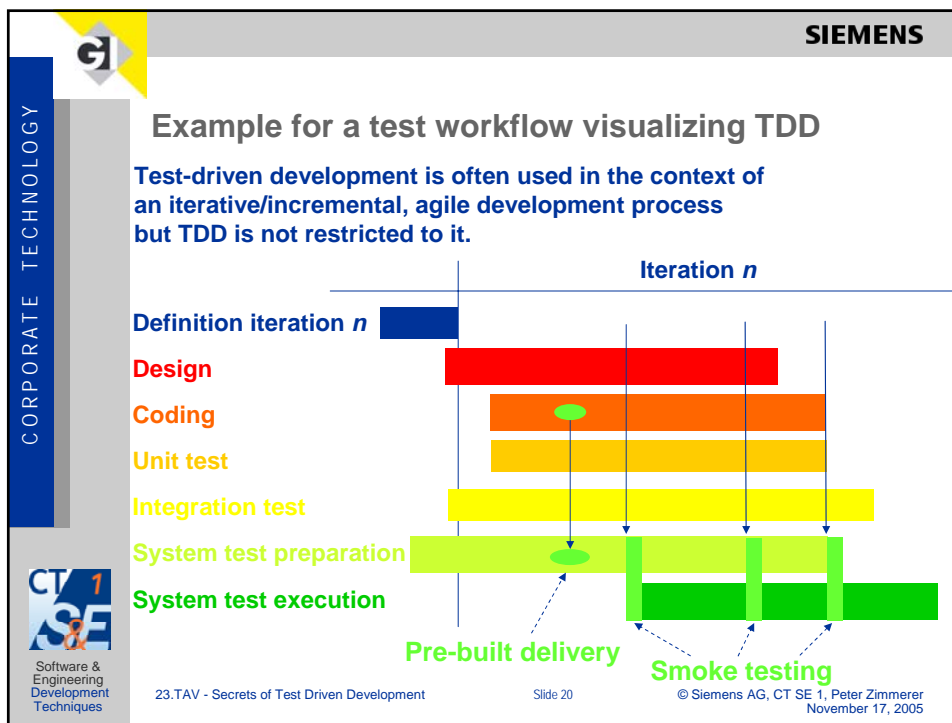 GI
SIEMENS
CORPORATE TECHNOLOGY
Example for a test workflow visualizing TDD
Test-driven development is often used in the context of
an iterative/incremental, agile development process
but TDD is not restricted to it.
Iteration n
Definition iteration n
Design
Coding
Unit test
Integration test
System test preparation
System test execution
Pre-built delivery
Smoke testing
CT 1
S&E
Software &
Engineering
Development
Techniques
23.TAV - Secrets of Test Driven Development
Slide 20
© Siemens AG, CT SE 1, Peter Zimmerer
November 17, 2005